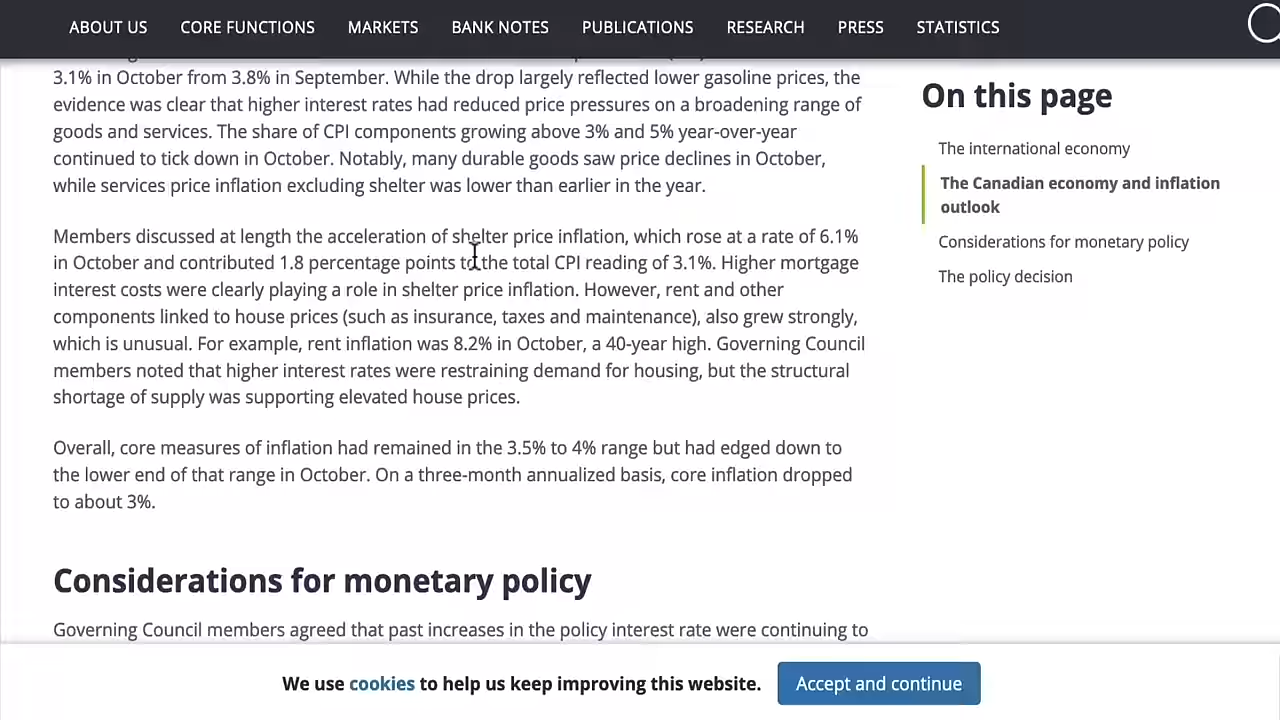 ABOUT US CORE FUNCTIONS MARKETS BANK NOTES PUBLICATIONS RESEARCH PRESS STATISTICS
3.1% in October from 3.8% in September. While the drop largely reflected lower gasoline prices, the
evidence was clear that higher interest rates had reduced price pressures on a broadening range of
goods and services. The share of CPI components growing above 3% and 5% year-over-year
continued to tick down in October. Notably, many durable goods saw price declines in October,
while services price inflation excluding shelter was lower than earlier in the year.
Members discussed at length the acceleration of shelter price inflation, which rose at a rate of 6.1%
in October and contributed 1.8 percentage points to the total CPI reading of 3.1%. Higher mortgage
interest costs were clearly playing a role in shelter price inflation. However, rent and other
components linked to house prices (such as insurance, taxes and maintenance), also grew strongly,
which is unusual. For example, rent inflation was 8.2% in October, a 40-year high. Governing Council
members noted that higher interest rates were restraining demand for housing, but the structural
shortage of supply was supporting elevated house prices.
Overall, core measures of inflation had remained in the 3.5% to 4% range but had edged down to
the lower end of that range in October. On a three-month annualized basis, core inflation dropped
to about 3%.
Considerations for monetary policy
Governing Council members agreed that past increases in the policy interest rate were continuing to
On this page
The international economy
The Canadian economy and inflation
outlook
Considerations for monetary policy
The policy decision
We use cookies to help us keep improving this website. Accept and continue